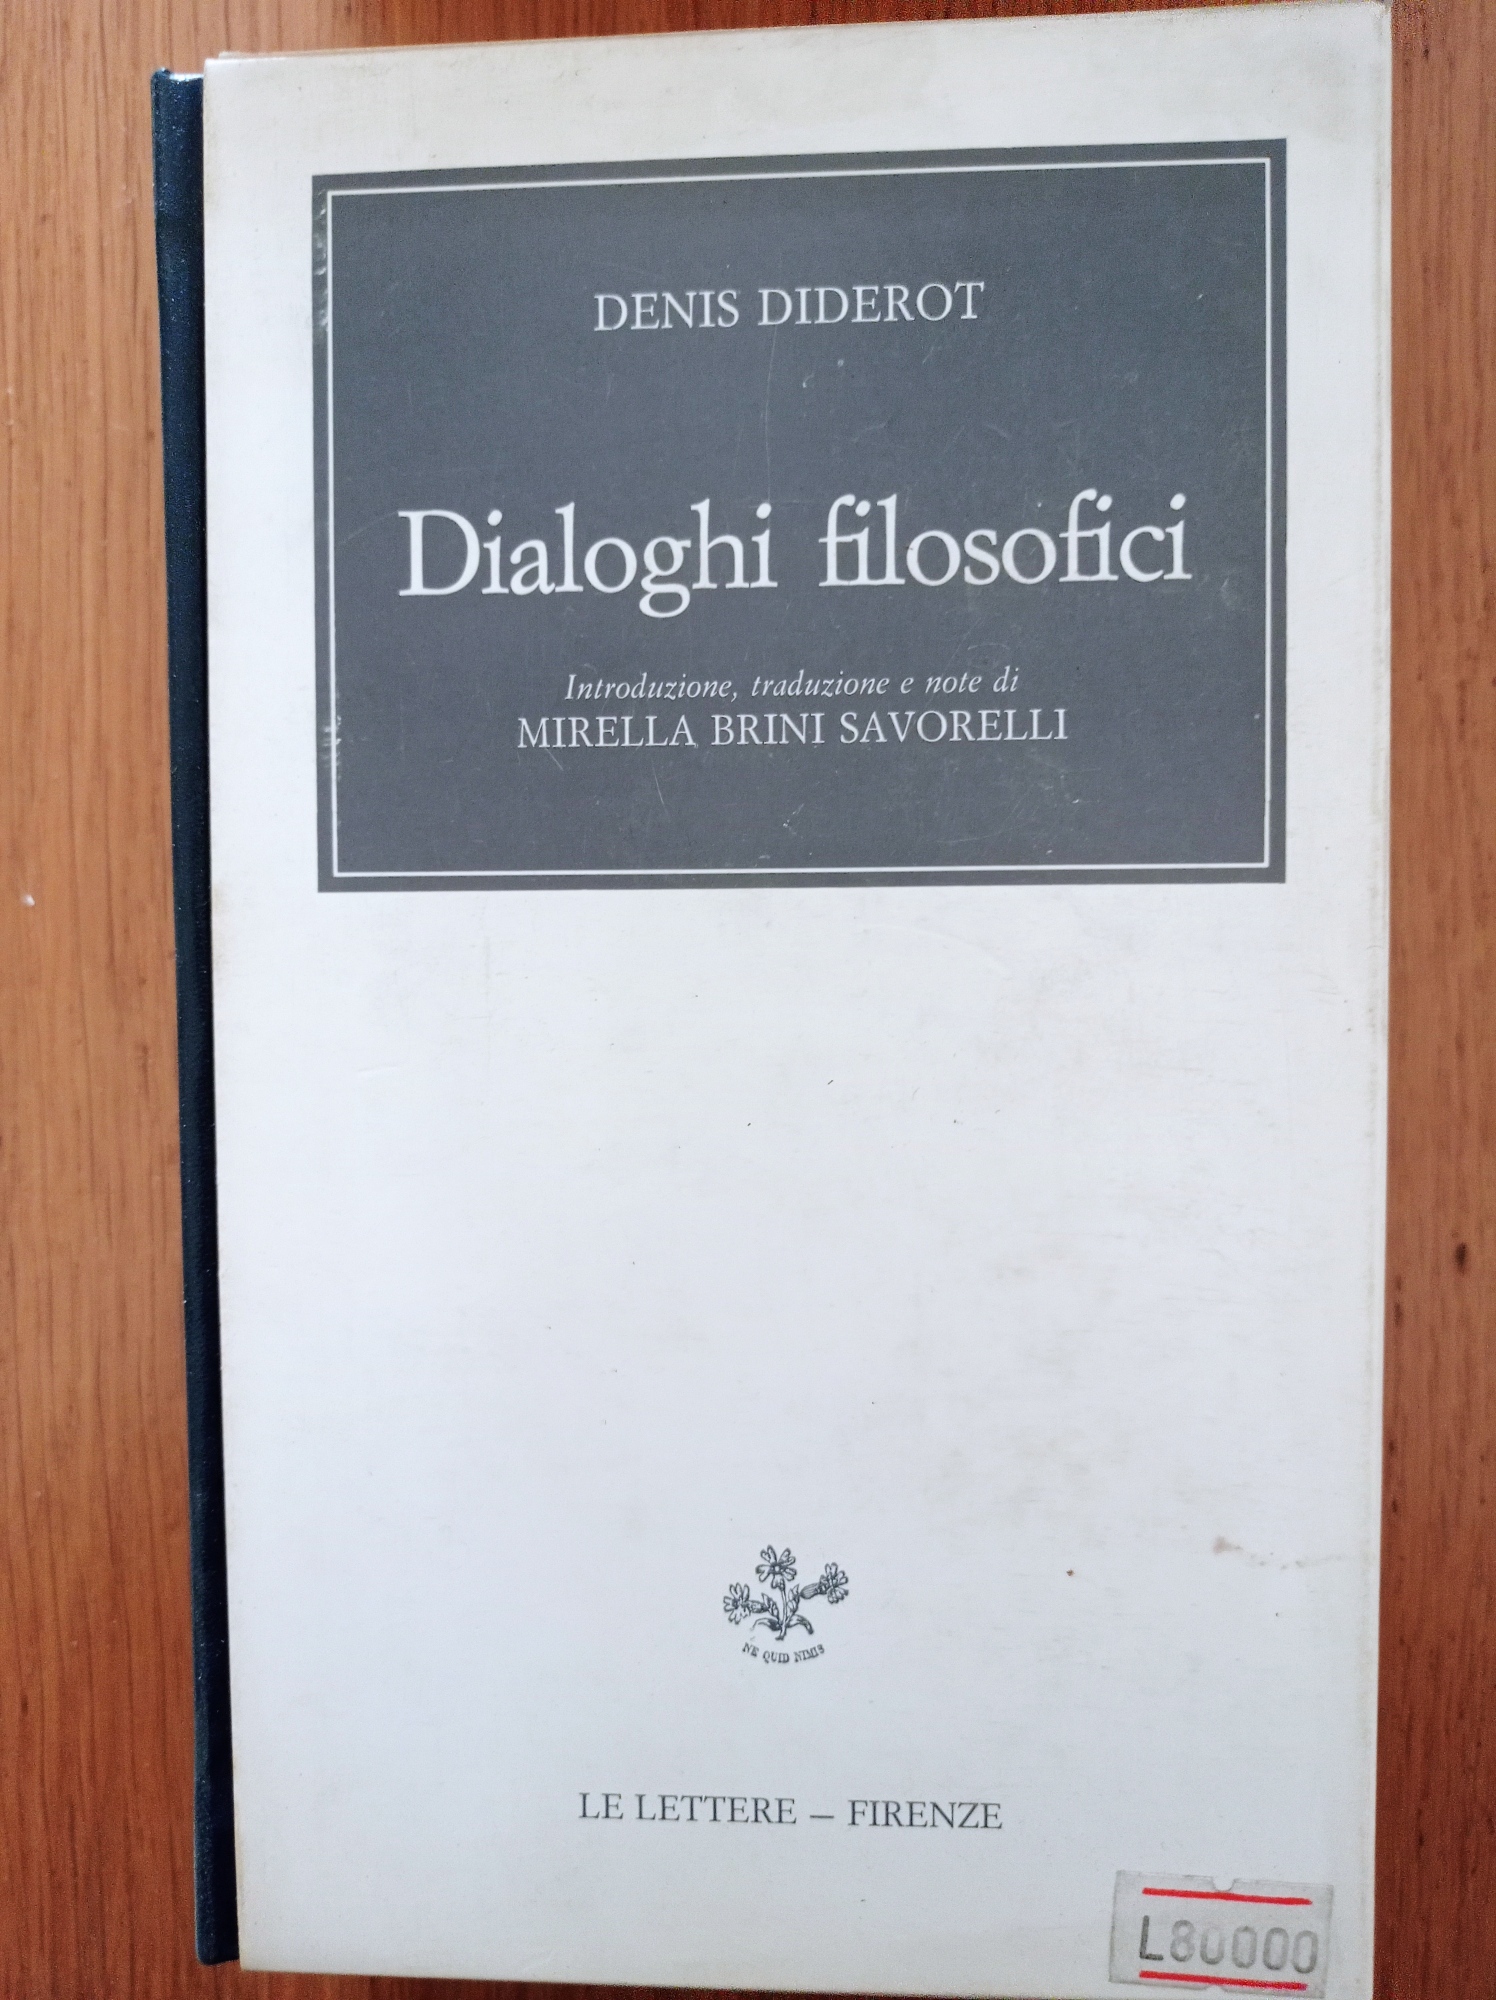 DENIS DIDEROT
Dialoghi filosofici
Introduzione, traduzione e note di
MIRELLA BRINI SAVORELLI
NE QUID NIMIS
LE LETTERE – FIRENZE
L80000